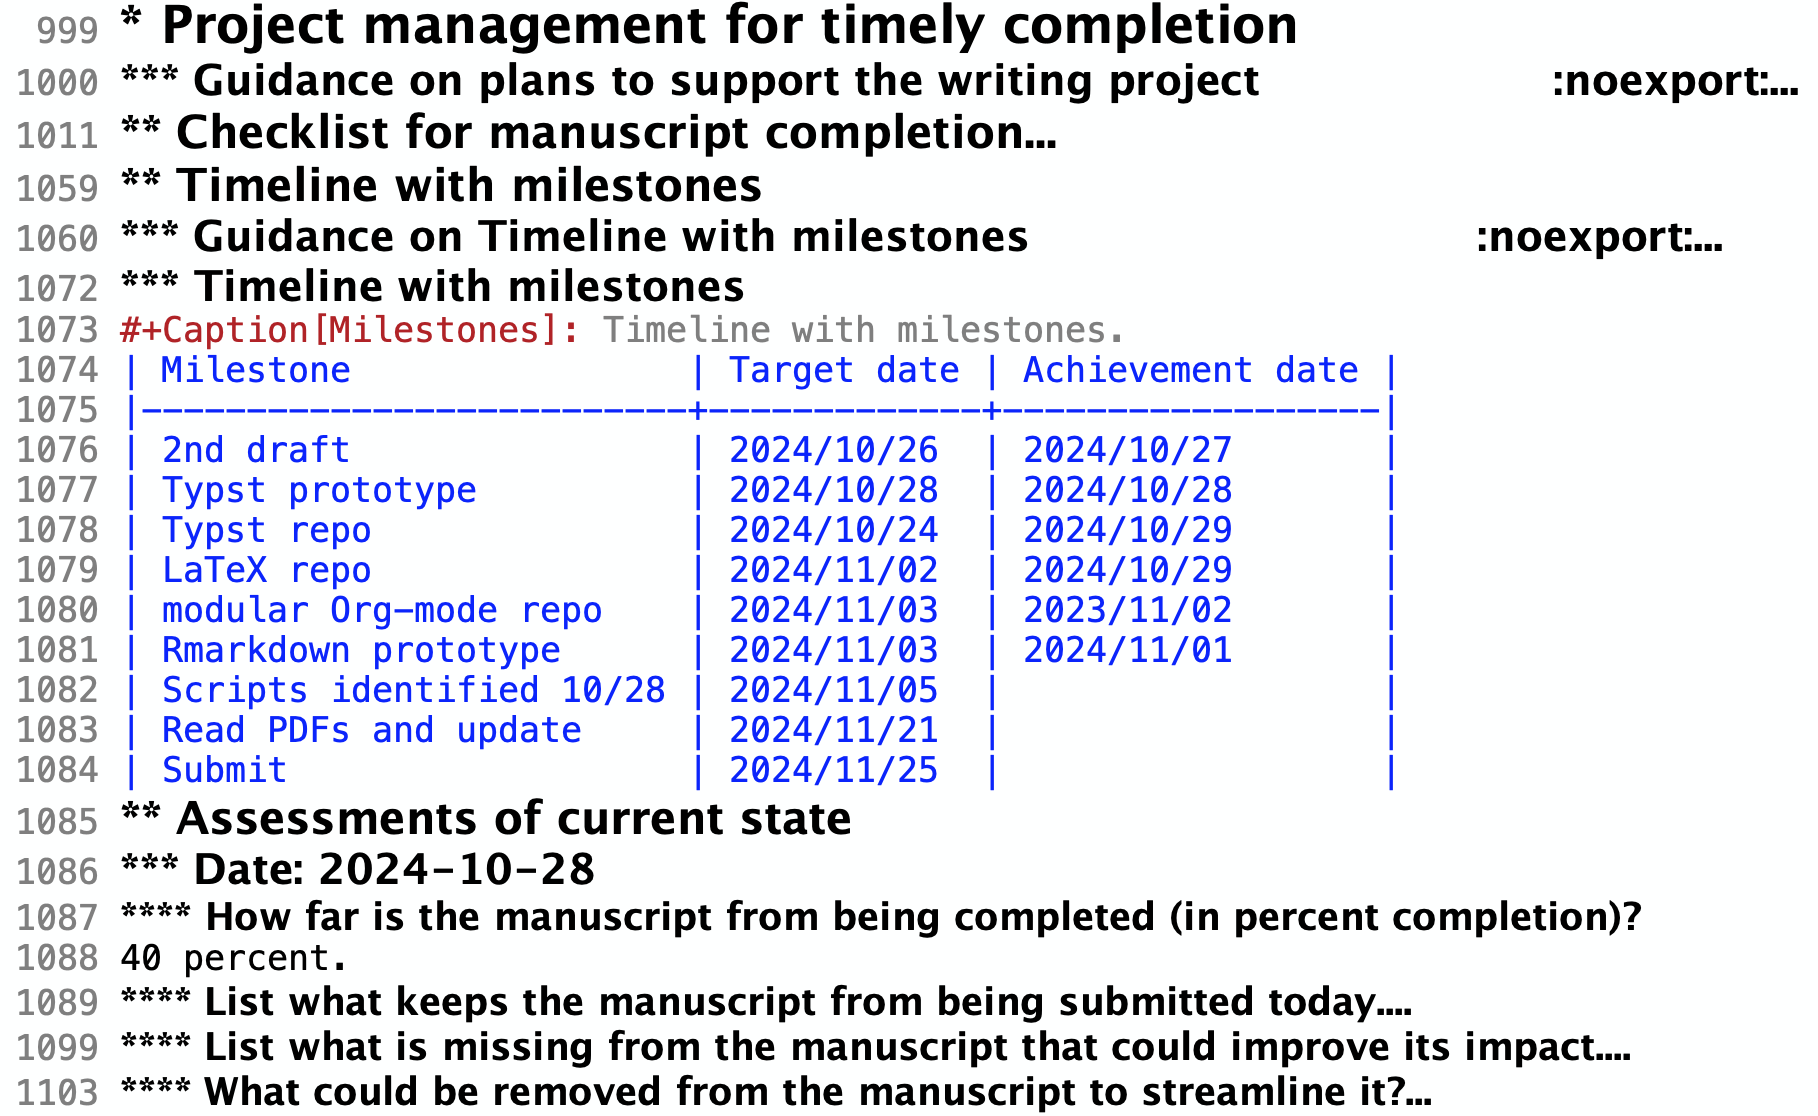 999 * Project management for timely completion
1000 *** Guidance on plans to support the writing project :noexport:...
1011 ** Checklist for manuscript completion...
1059 ** Timeline with milestones
1060 *** Guidance on Timeline with milestones :noexport:...
1072 *** Timeline with milestones
1073 #+Caption[Milestones]: Timeline with milestones.
1074 | Milestone | Target date | Achievement date |
1075 |---------------------------+-------------+------------------|
1076 | 2nd draft | 2024/10/26 | 2024/10/27 |
1077 | Typst prototype | 2024/10/28 | 2024/10/28 |
1078 | Typst repo | 2024/10/24 | 2024/10/29 |
1079 | LaTeX repo | 2024/11/02 | 2024/10/29 |
1080 | modular Org-mode repo | 2024/11/03 | 2023/11/02 |
1081 | Rmarkdown prototype | 2024/11/03 | 2024/11/01 |
1082 | Scripts identified 10/28 | 2024/11/05 | |
1083 | Read PDFs and update | 2024/11/21 | |
1084 | Submit | 2024/11/25 | |
1085 ** Assessments of current state
1086 *** Date: 2024-10-28
1087 **** How far is the manuscript from being completed (in percent completion)?
1088 40 percent.
1089 **** List what keeps the manuscript from being submitted today....
1099 **** List what is missing from the manuscript that could improve its impact....
1103 **** What could be removed from the manuscript to streamline it?...